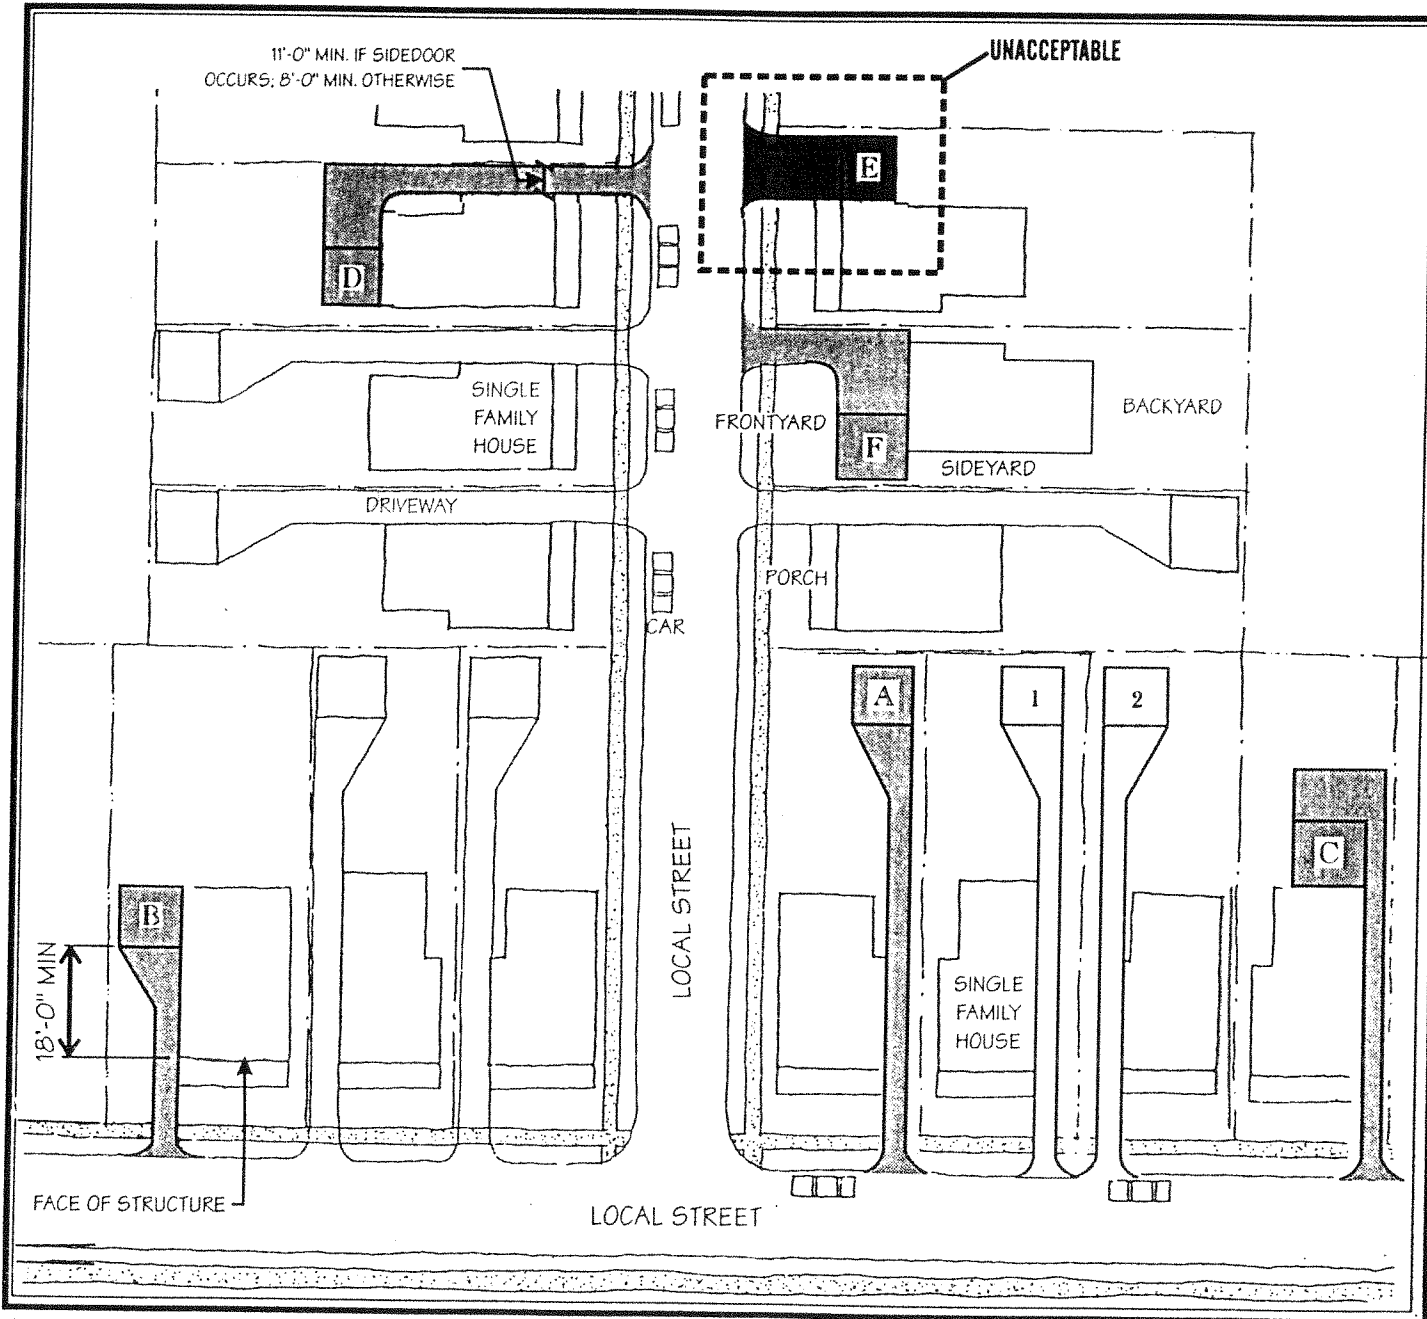 11'-0" MIN. IF SIDEDOOR
OCCURS; 8'-0" MIN. OTHERWISE
UNACCEPTABLE
E
D
SINGLE
FAMILY
HOUSE
FRONTYARD
BACKYARD
F
SIDEYARD
DRIVEWAY
PORCH
CAR
A
1
2
C
B
LOCAL STREET
18'-0" MIN
SINGLE
FAMILY
HOUSE
FACE OF STRUCTURE
LOCAL STREET